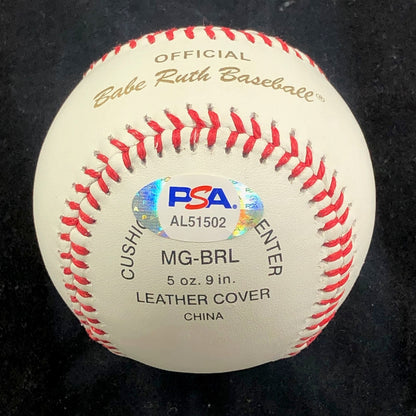 OFFICIAL
Babe Ruth Baseball®
PSA
AL51502
CUSHI ENTER
MG-BRL
5 oz. 9 in.
LEATHER COVER
CHINA